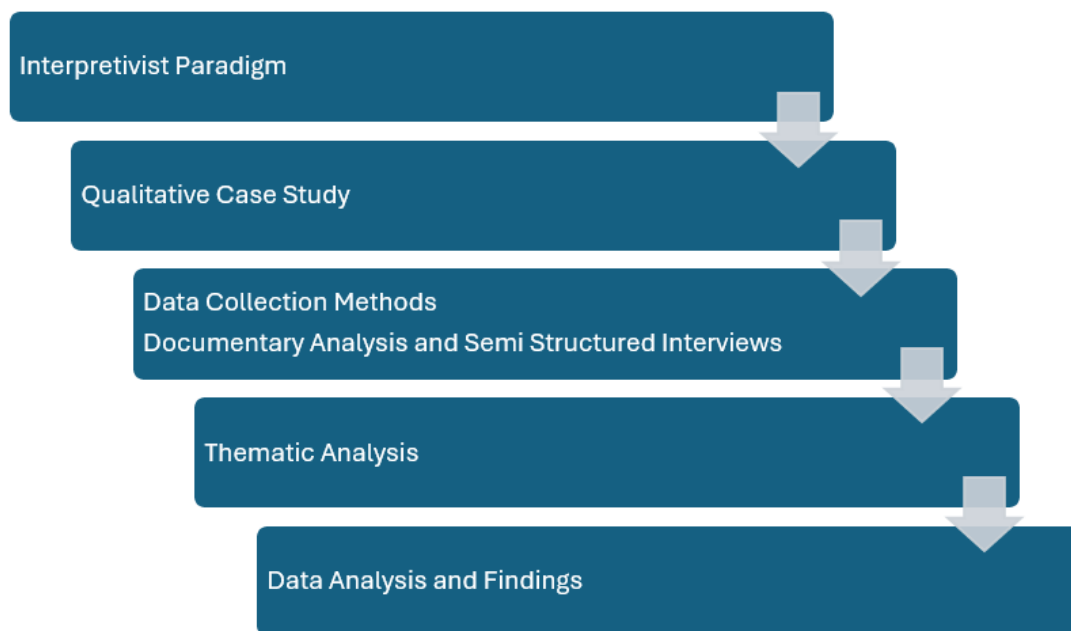 Interpretivist Paradigm
Qualitative Case Study
Data Collection Methods
Documentary Analysis and Semi Structured Interviews
Thematic Analysis
Data Analysis and Findings